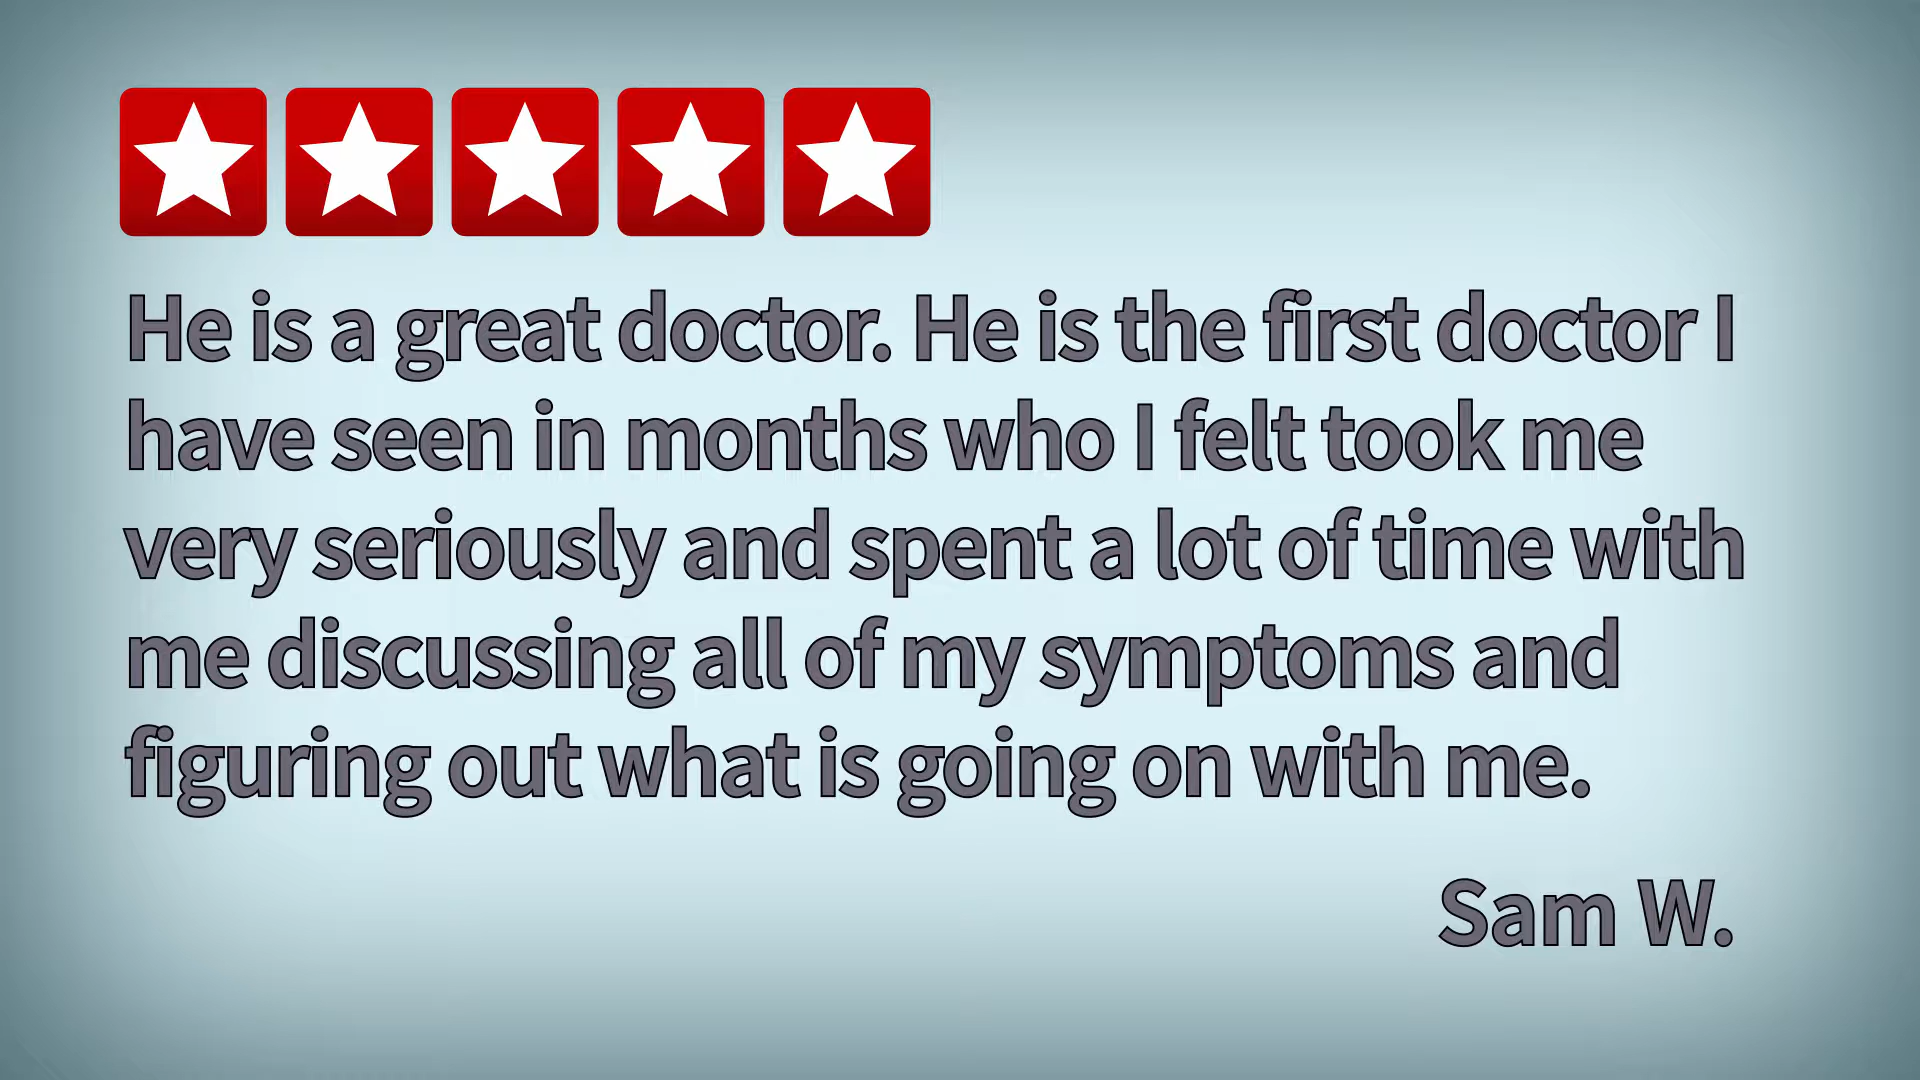 He is a great doctor. He is the first doctor I
have seen in months who I felt took me
very seriously and spent a lot of time with
me discussing all of my symptoms and
figuring out what is going on with me.
Sam W.